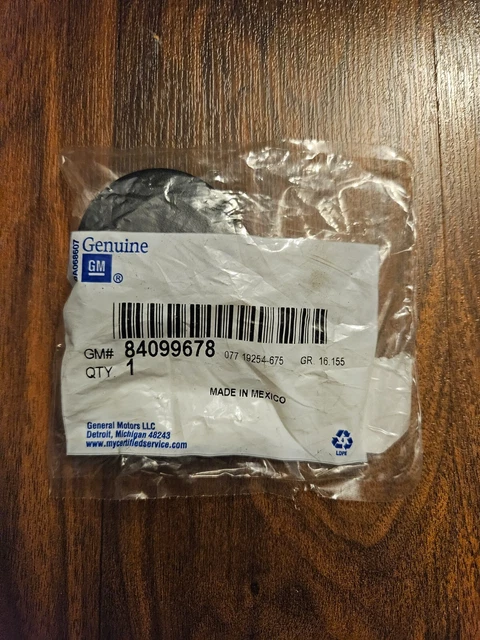 Genuine
GM
®
GM# 84099678 077 19254-675 GR 16.155
QTY 1
MADE IN MEXICO
General Motors LLC
Detroit, Michigan 48243
www.mycertifiedservice.com
4
LDPE